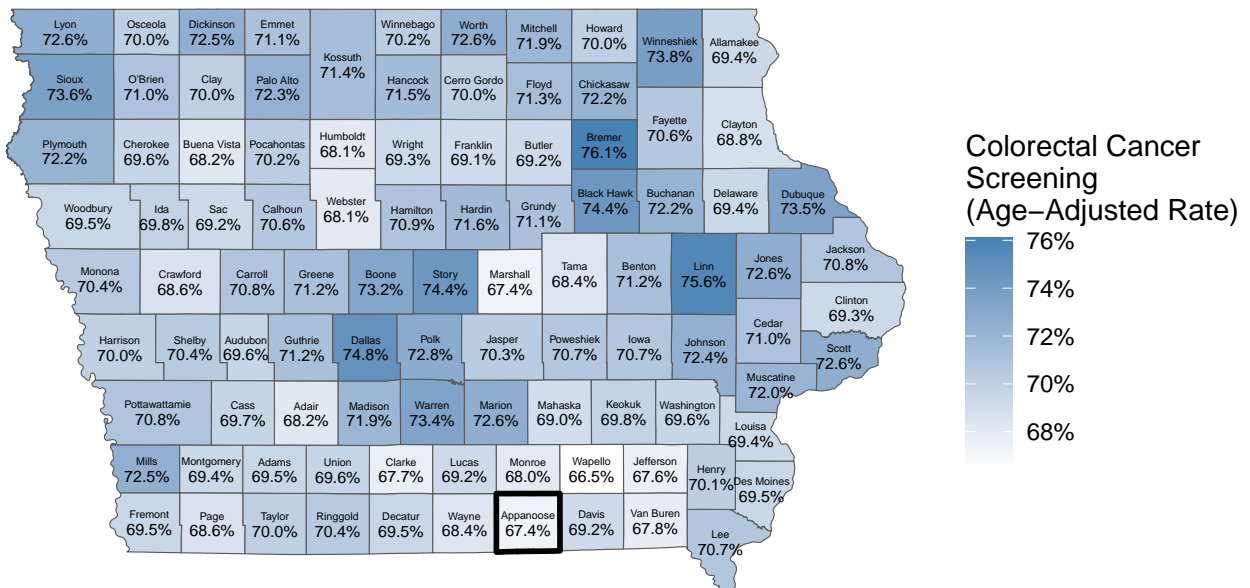 Lyon
72.6%
Osceola
70.0%
Dickinson
72.5%
Emmet
71.1%
Kossuth
71.4%
Winnebago
70.2%
Worth
72.6%
Mitchell
71.9%
Howard
70.0%
Winneshiek
73.8%
Allamakee
69.4%
Sioux
73.6%
O'Brien
71.0%
Clay
70.0%
Palo Alto
72.3%
Hancock
71.5%
Cerro Gordo
70.0%
Floyd
71.3%
Chickasaw
72.2%
Fayette
70.6%
Clayton
68.8%
Plymouth
72.2%
Cherokee
69.6%
Buena Vista
68.2%
Pocahontas
70.2%
Humboldt
68.1%
Wright
69.3%
Franklin
69.1%
Butler
69.2%
Bremer
76.1%
Woodbury
69.5%
Ida
69.8%
Sac
69.2%
Calhoun
70.6%
Webster
68.1%
Hamilton
70.9%
Hardin
71.6%
Grundy
71.1%
Black Hawk
74.4%
Buchanan
72.2%
Delaware
69.4%
Dubuque
73.5%
Monona
70.4%
Crawford
68.6%
Carroll
70.8%
Greene
71.2%
Boone
73.2%
Story
74.4%
Marshall
67.4%
Tama
68.4%
Benton
71.2%
Linn
75.6%
Jones
72.6%
Jackson
70.8%
Clinton
69.3%
Harrison
70.0%
Shelby
70.4%
Audubon
69.6%
Guthrie
71.2%
Dallas
74.8%
Polk
72.8%
Jasper
70.3%
Poweshiek
70.7%
Iowa
70.7%
Johnson
72.4%
Cedar
71.0%
Scott
72.6%
Muscatine
72.0%
Pottawattamie
70.8%
Cass
69.7%
Adair
68.2%
Madison
71.9%
Warren
73.4%
Marion
72.6%
Mahaska
69.0%
Keokuk
69.8%
Washington
69.6%
Louisa
69.4%
Mills
72.5%
Montgomery
69.4%
Adams
69.5%
Union
69.6%
Clarke
67.7%
Lucas
69.2%
Monroe
68.0%
Wapello
66.5%
Jefferson
67.6%
Henry
70.1%
Des Moines
69.5%
Fremont
69.5%
Page
68.6%
Taylor
70.0%
Ringgold
70.4%
Decatur
69.5%
Wayne
68.4%
Appanoose
67.4%
Davis
69.2%
Van Buren
67.8%
Lee
70.7%
Colorectal Cancer
Screening
(Age−Adjusted Rate)
76%
74%
72%
70%
68%